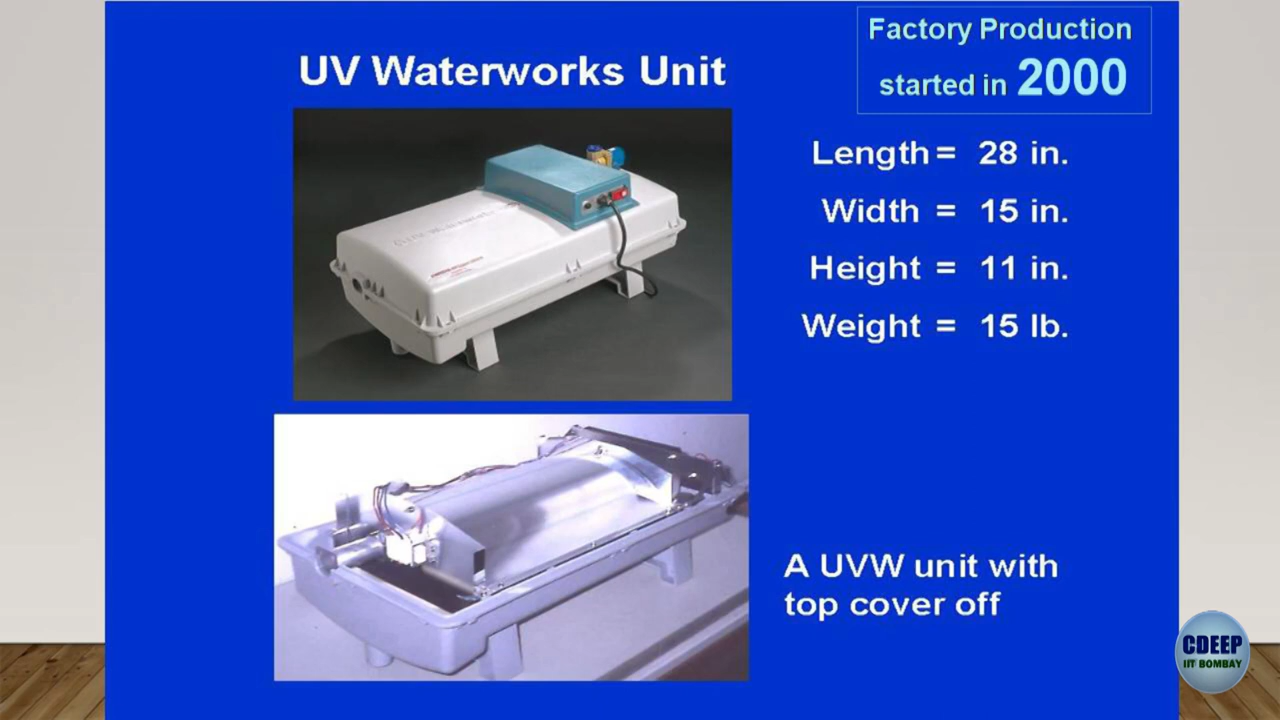 Factory Production
started in 2000
UV Waterworks Unit
Length = 28 in.
Width = 15 in.
Height = 11 in.
Weight = 15 lb.
A UVW unit with
top cover off
CDEEP
IIT BOMBAY